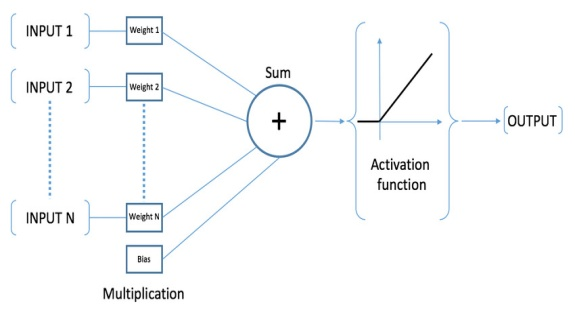 INPUT 1
Weight 1
INPUT 2
Weight 2
Sum
+
Activation
function
OUTPUT
INPUT N
Weight N
Bias
Multiplication